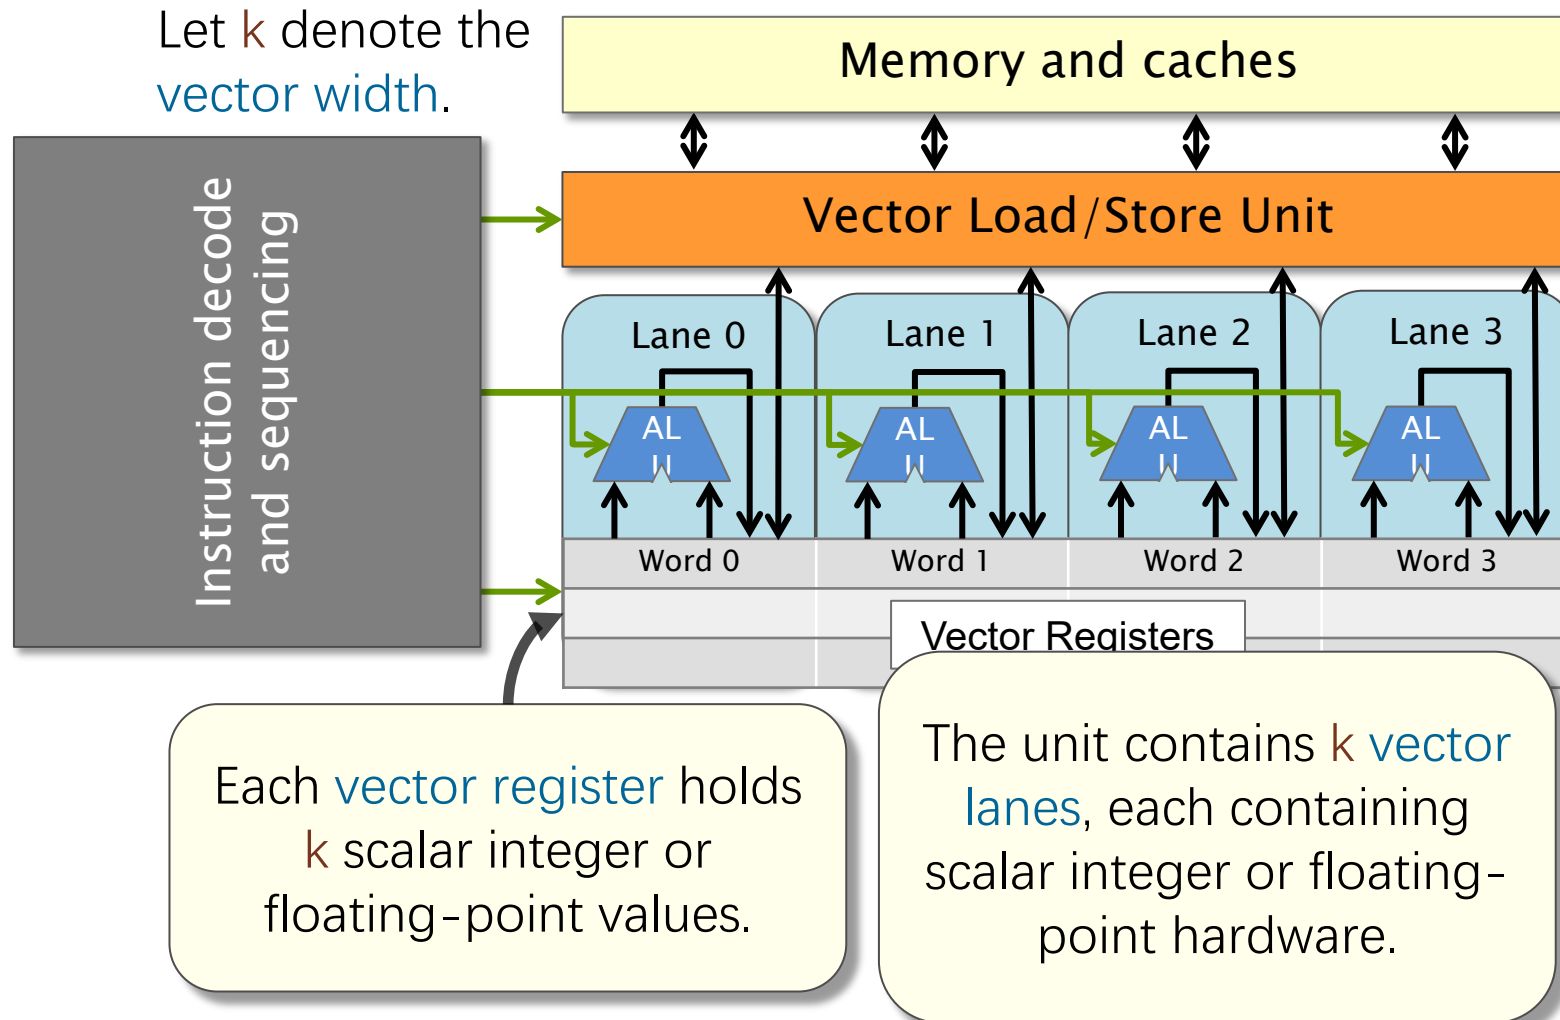 Let k denote the
vector width.
Memory and caches
Instruction decode
and sequencing
Vector Load/Store Unit
Lane 0
Lane 1
Lane 2
Lane 3
AL
U
AL
U
AL
U
AL
U
Word 0
Word 1
Word 2
Word 3
Vector Registers
Each vector register holds
k scalar integer or
floating-point values.
The unit contains k vector
lanes, each containing
scalar integer or floating-
point hardware.